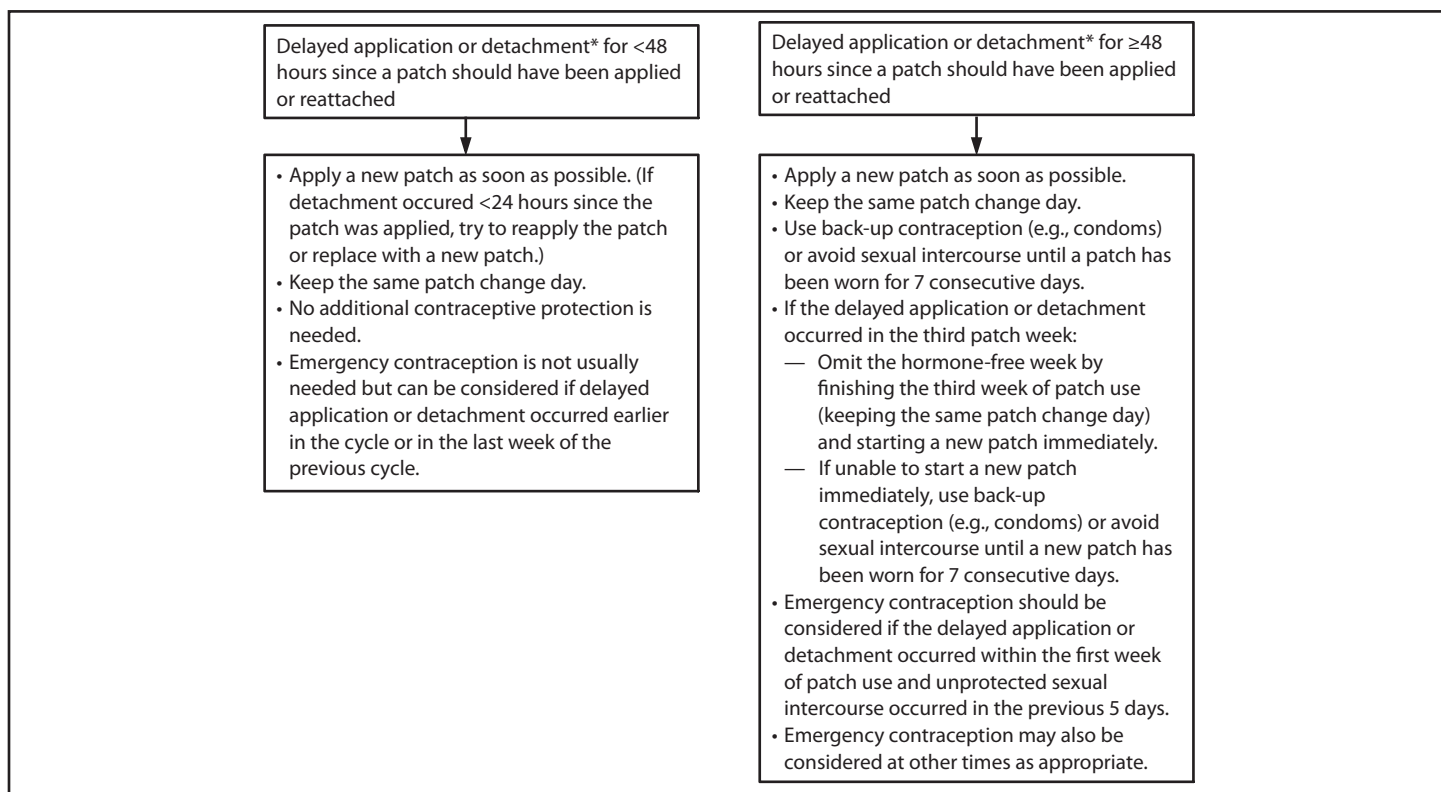 Delayed application or detachment* for <48
hours since a patch should have been applied
or reattached
• Apply a new patch as soon as possible. (If
detachment occured <24 hours since the
patch was applied, try to reapply the patch
or replace with a new patch.)
• Keep the same patch change day.
• No additional contraceptive protection is
needed.
• Emergency contraception is not usually
needed but can be considered if delayed
application or detachment occurred earlier
in the cycle or in the last week of the
previous cycle.
Delayed application or detachment* for ≥48
hours since a patch should have been applied
or reattached
• Apply a new patch as soon as possible.
• Keep the same patch change day.
• Use back-up contraception (e.g., condoms)
or avoid sexual intercourse until a patch has
been worn for 7 consecutive days.
• If the delayed application or detachment
occurred in the third patch week:
— Omit the hormone-free week by
finishing the third week of patch use
(keeping the same patch change day)
and starting a new patch immediately.
— If unable to start a new patch
immediately, use back-up
contraception (e.g., condoms) or avoid
sexual intercourse until a new patch has
been worn for 7 consecutive days.
• Emergency contraception should be
considered if the delayed application or
detachment occurred within the first week
of patch use and unprotected sexual
intercourse occurred in the previous 5 days.
• Emergency contraception may also be
considered at other times as appropriate.